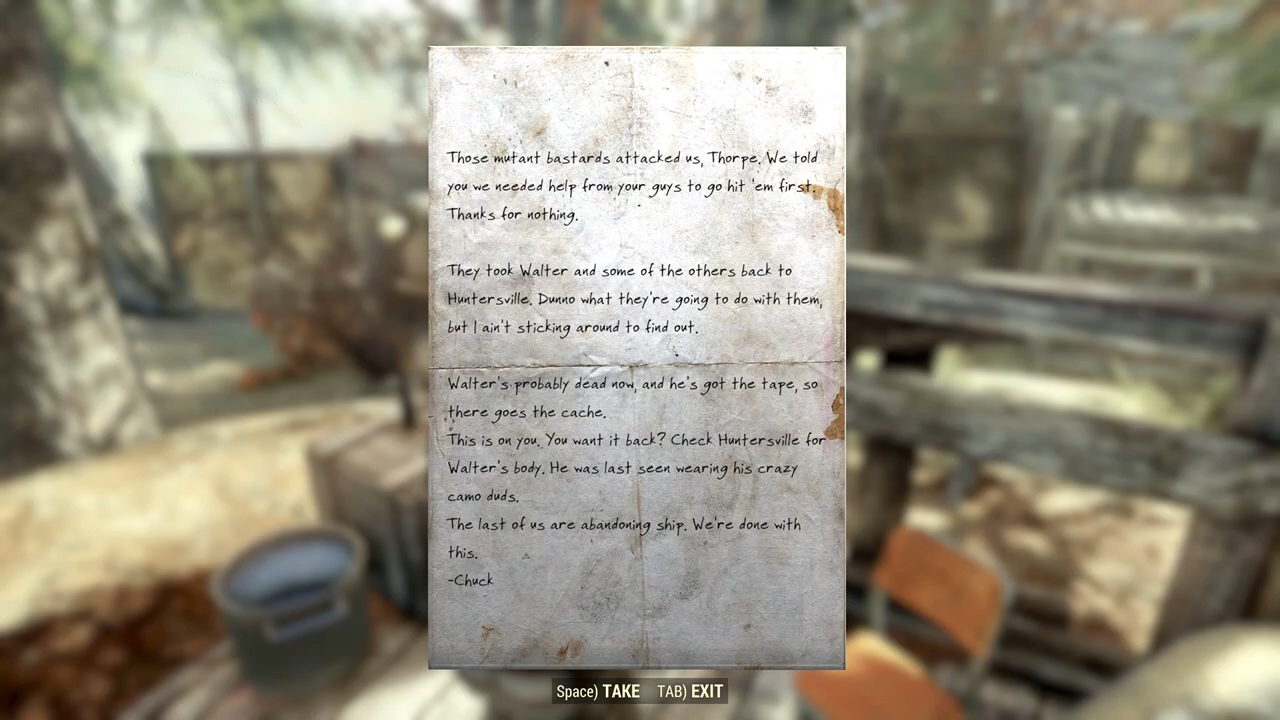 Those mutant bastards attacked us, Thorpe. We told
you we needed help from your guys to go hit 'em first.
Thanks for nothing.
They took Walter and some of the others back to
Huntersville. Dunno what they're going to do with them,
but I ain't sticking around to find out.
Walter's probably dead now, and he's got the tape, so
there goes the cache.
This is on you. You want it back? Check Huntersville for
Walter's body. He was last seen wearing his crazy
camo duds.
The last of us are abandoning ship. We're done with
this.
-Chuck
Space) TAKE TAB) EXIT